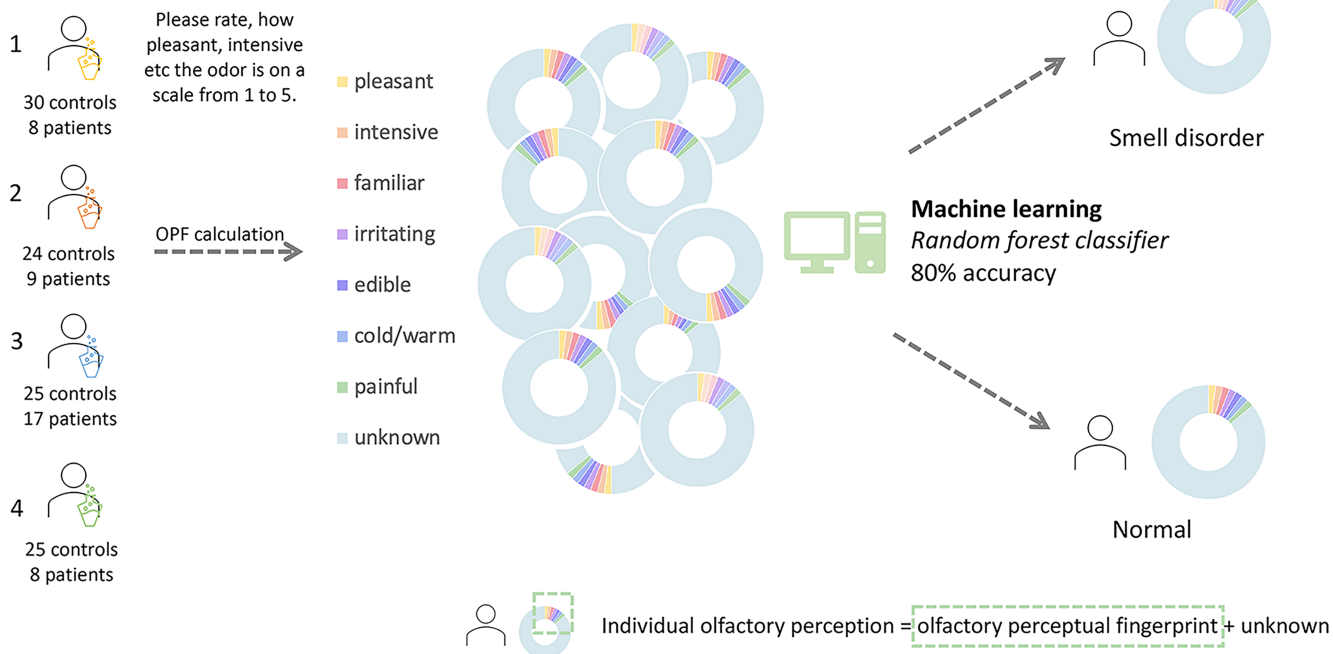 1
30 controls
8 patients
Please rate, how
pleasant, intensive
etc the odor is on a
scale from 1 to 5.
2
24 controls
9 patients
OPF calculation
3
25 controls
17 patients
4
25 controls
8 patients
pleasant
intensive
familiar
irritating
edible
cold/warm
painful
unknown
Machine learning
Random forest classifier
80% accuracy
Smell disorder
Normal
Individual olfactory perception = olfactory perceptual fingerprint + unknown